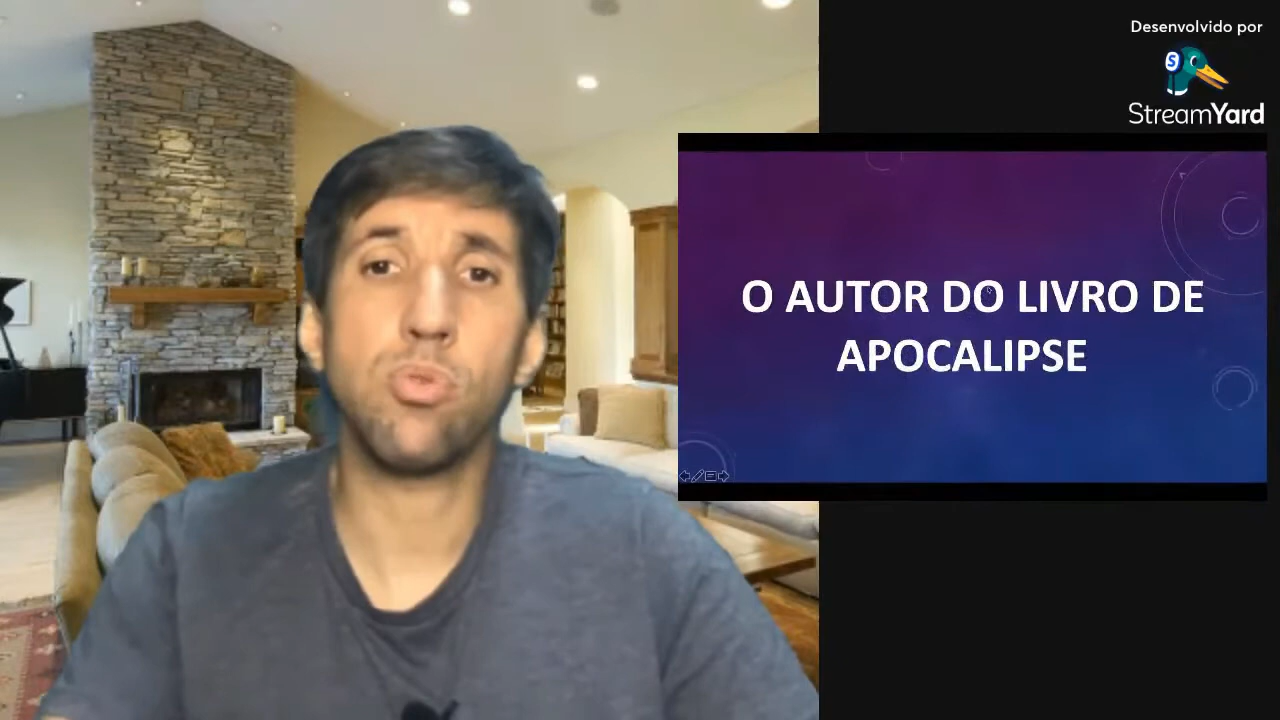 Desenvolvido por
StreamYard
O AUTOR DO LIVRO DE
APOCALIPSE